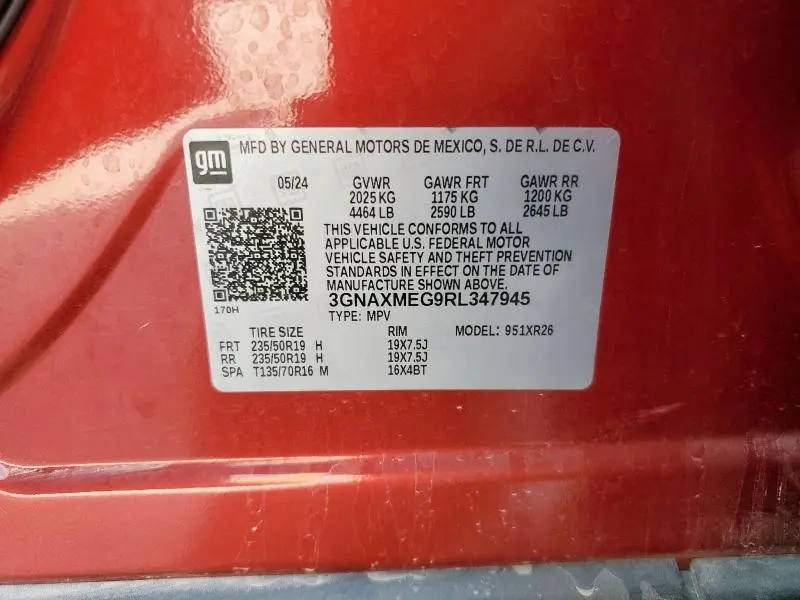 gm
MFD BY GENERAL MOTORS DE MEXICO, S. DE R.L. DE C.V.
05/24 GVWR GAWR FRT GAWR RR
2025 KG 1175 KG 1200 KG
4464 LB 2590 LB 2645 LB
THIS VEHICLE CONFORMS TO ALL
APPLICABLE U.S. FEDERAL MOTOR
VEHICLE SAFETY AND THEFT PREVENTION
STANDARDS IN EFFECT ON THE DATE OF
MANUFACTURE SHOWN ABOVE.
3GNAXMEG9RL347945
170H
TYPE: MPV
TIRE SIZE RIM MODEL: 951XR26
FRT 235/50R19 H 19X7.5J
RR 235/50R19 H 19X7.5J
SPA T135/70R16 M 16X4BT